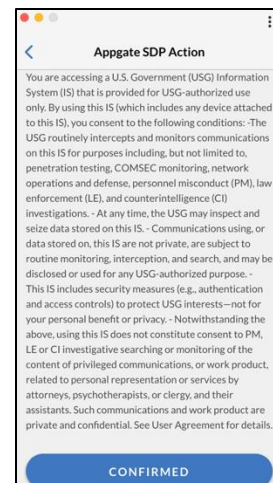 Appgate SDP Action
You are accessing a U.S. Government (USG) Information
System (IS) that is provided for USG-authorized use
only. By using this IS (which includes any device attached
to this IS), you consent to the following conditions: -The
USG routinely intercepts and monitors communications
on this IS for purposes including, but not limited to,
penetration testing, COMSEC monitoring, network
operations and defense, personnel misconduct (PM), law
enforcement (LE), and counterintelligence (CI)
investigations. - At any time, the USG may inspect and
seize data stored on this IS. - Communications using, or
data stored on, this IS are not private, are subject to
routine monitoring, interception, and search, and may be
disclosed or used for any USG-authorized purpose. -
This IS includes security measures (e.g., authentication
and access controls) to protect USG interests—not for
your personal benefit or privacy. - Notwithstanding the
above, using this IS does not constitute consent to PM,
LE or CI investigative searching or monitoring of the
content of privileged communications, or work product,
related to personal representation or services by
attorneys, psychotherapists, or clergy, and their
assistants. Such communications and work product are
private and confidential. See User Agreement for details.
CONFIRMED